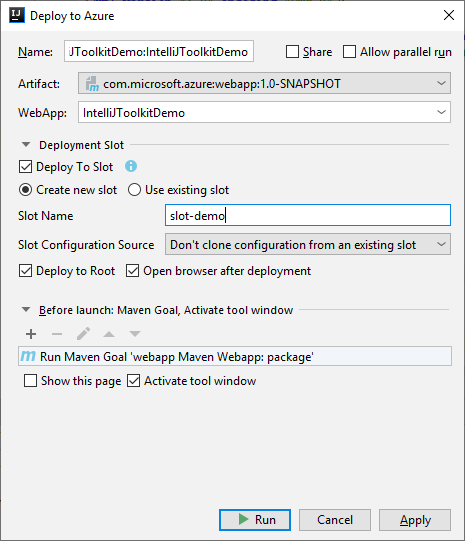 IJ Deploy to Azure
Name: JToolkitDemo:IntelliJToolkitDemo Share Allow parallel run
Artifact: m com.microsoft.azure:webapp:1.0-SNAPSHOT
WebApp: IntelliJToolkitDemo
Deployment Slot
Deploy To Slot i
Create new slot Use existing slot
Slot Name slot-demo
Slot Configuration Source Don't clone configuration from an existing slot
Deploy to Root Open browser after deployment
Before launch: Maven Goal, Activate tool window
m Run Maven Goal 'webapp Maven Webapp: package'
Show this page Activate tool window
Run Cancel Apply